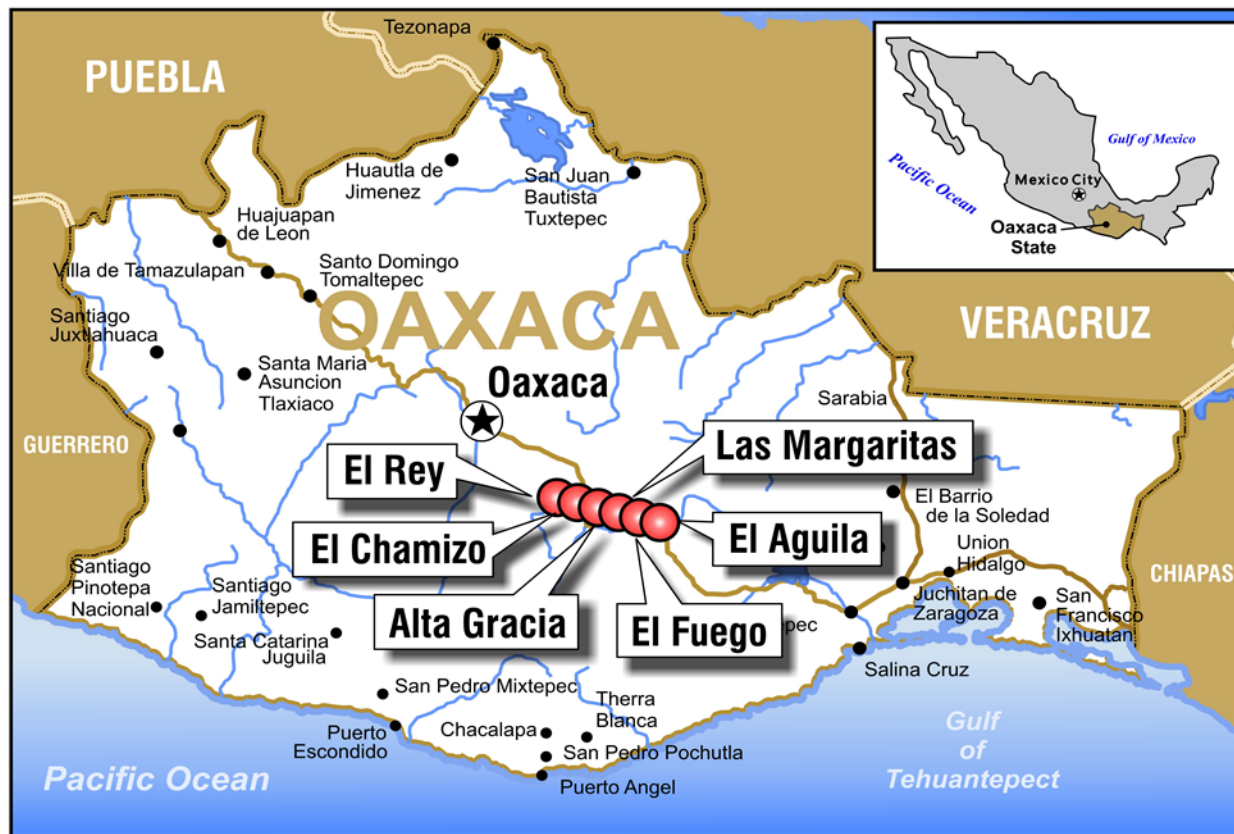 Tezonapa
PUEBLA
Gulf of Mexico
Pacific Ocean
Mexico City
Oaxaca
State
Huautla de
Jimenez
San Juan
Bautista
Tuxtepec
Huajuapan
de Leon
Villa de Tamazulapan
Santo Domingo
Tomaltepec
OAXACA
VERACRUZ
Santiago
Juxtlahuaca
Santa Maria
Asuncion
Tlaxiaco
Oaxaca
Sarabia
GUERRERO
Las Margaritas
El Rey
El Barrio
de la Soledad
El Chamizo
El Aguila
Union
Hidalgo
CHIAPAS
Santiago
Pinotepa
Nacional
Santiago
Jamiltepec
Alta Gracia
El Fuego
epec
Juchitan de
Zaragoza
San
Francisco
Ixhuatan
Santa Catarina
Juguila
Salina Cruz
San Pedro Mixtepec
Therra
Blanca
Puerto
Escondido
Chacalapa
San Pedro Pochutla
Puerto Angel
Pacific Ocean
Gulf
of
Tehuantepect